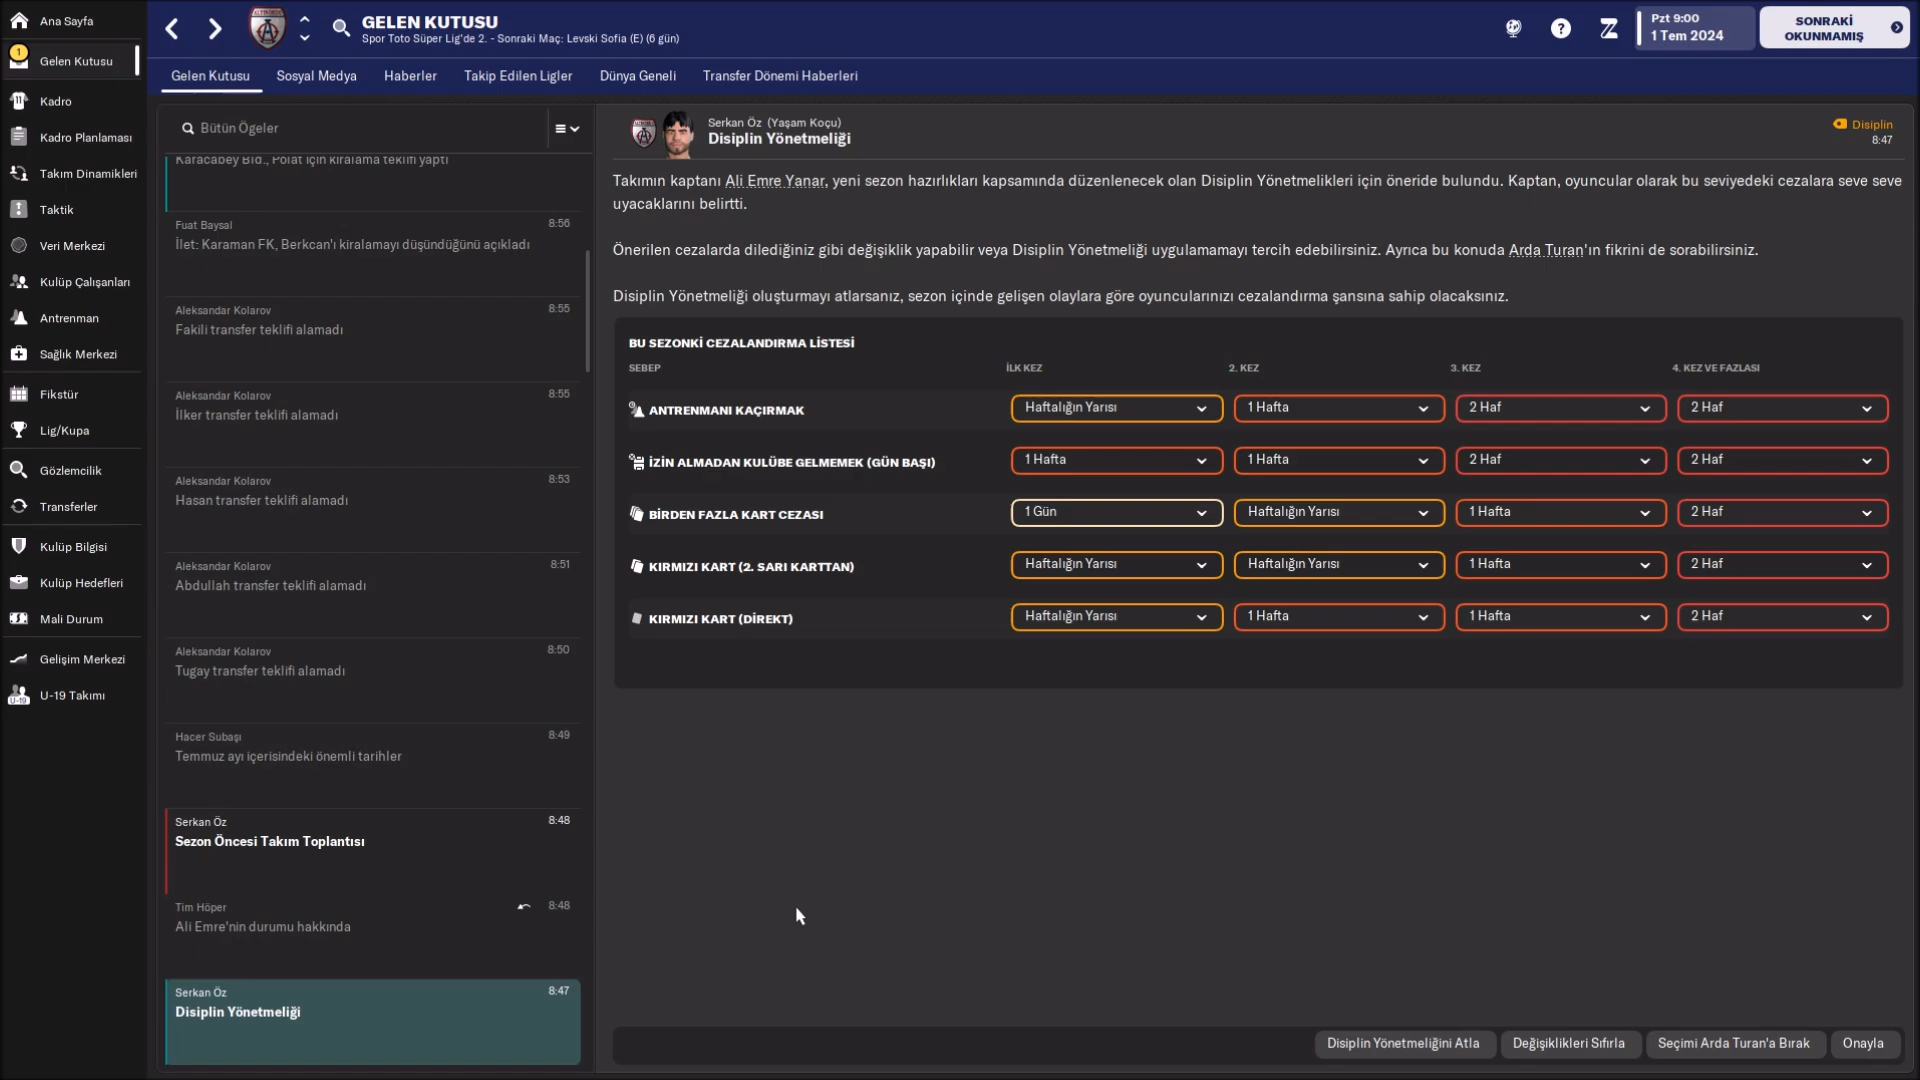 Ana Sayfa
1
Gelen Kutusu
Kadro
Kadro Planlaması
Takım Dinamikleri
Taktik
Veri Merkezi
Kulüp Çalışanları
Antrenman
Sağlık Merkezi
Fikstür
Lig/Kupa
Gözlemcilik
Transferler
Kulüp Bilgisi
Kulüp Hedefleri
Mali Durum
Gelişim Merkezi
U-19
U-19 Takımı
GELEN KUTUSU
Spor Toto Süper Lig'de 2. - Sonraki Maç: Levski Sofia (E) (6 gün)
Pzt 9:00
1 Tem 2024
SONRAKİ
OKUNMAMIŞ
Gelen Kutusu
Sosyal Medya
Haberler
Takip Edilen Ligler
Dünya Geneli
Transfer Dönemi Haberleri
Bütün Ögeler
Karacabey Bld., Polat için kiralama teklifi yaptı
Fuat Baysal 8:56
İlet: Karaman FK, Berkcan'ı kiralamayı düşündüğünü açıkladı
Aleksandar Kolarov 8:55
Fakili transfer teklifi alamadı
Aleksandar Kolarov 8:55
İlker transfer teklifi alamadı
Aleksandar Kolarov 8:53
Hasan transfer teklifi alamadı
Aleksandar Kolarov 8:51
Abdullah transfer teklifi alamadı
Aleksandar Kolarov 8:50
Tugay transfer teklifi alamadı
Hacer Subaşı 8:49
Temmuz ayı içerisindeki önemli tarihler
Serkan Öz 8:48
Sezon Öncesi Takım Toplantısı
Tim Höper 8:48
Ali Emre'nin durumu hakkında
Serkan Öz 8:47
Disiplin Yönetmeliği
Serkan Öz (Yaşam Koçu)
Disiplin Yönetmeliği
Disiplin
8:47
Takımın kaptanı Ali Emre Yanar, yeni sezon hazırlıkları kapsamında düzenlenecek olan Disiplin Yönetmelikleri için öneride bulundu. Kaptan, oyuncular olarak bu seviyedeki cezalara seve seve
uyacaklarını belirtti.
Önerilen cezalarda dilediğiniz gibi değişiklik yapabilir veya Disiplin Yönetmeliği uygulamamayı tercih edebilirsiniz. Ayrıca bu konuda Arda Turan'ın fikrini de sorabilirsiniz.
Disiplin Yönetmeliği oluşturmayı atlarsanız, sezon içinde gelişen olaylara göre oyuncularınızı cezalandırma şansına sahip olacaksınız.
BU SEZONKİ CEZALANDIRMA LİSTESİ
SEBEP İLK KEZ 2. KEZ 3. KEZ 4. KEZ VE FAZLASI
ANTRENMANI KAÇIRMAK Haftalığın Yarısı 1 Hafta 2 Haf 2 Haf
İZİN ALMADAN KULÜBE GELMEMEK (GÜN BAŞI) 1 Hafta 1 Hafta 2 Haf 2 Haf
BİRDEN FAZLA KART CEZASI 1 Gün Haftalığın Yarısı 1 Hafta 2 Haf
KIRMIZI KART (2. SARI KARTTAN) Haftalığın Yarısı Haftalığın Yarısı 1 Hafta 2 Haf
KIRMIZI KART (DİREKT) Haftalığın Yarısı 1 Hafta 1 Hafta 2 Haf
Disiplin Yönetmeliğini Atla
Değişiklikleri Sıfırla
Seçimi Arda Turan'a Bırak
Onayla